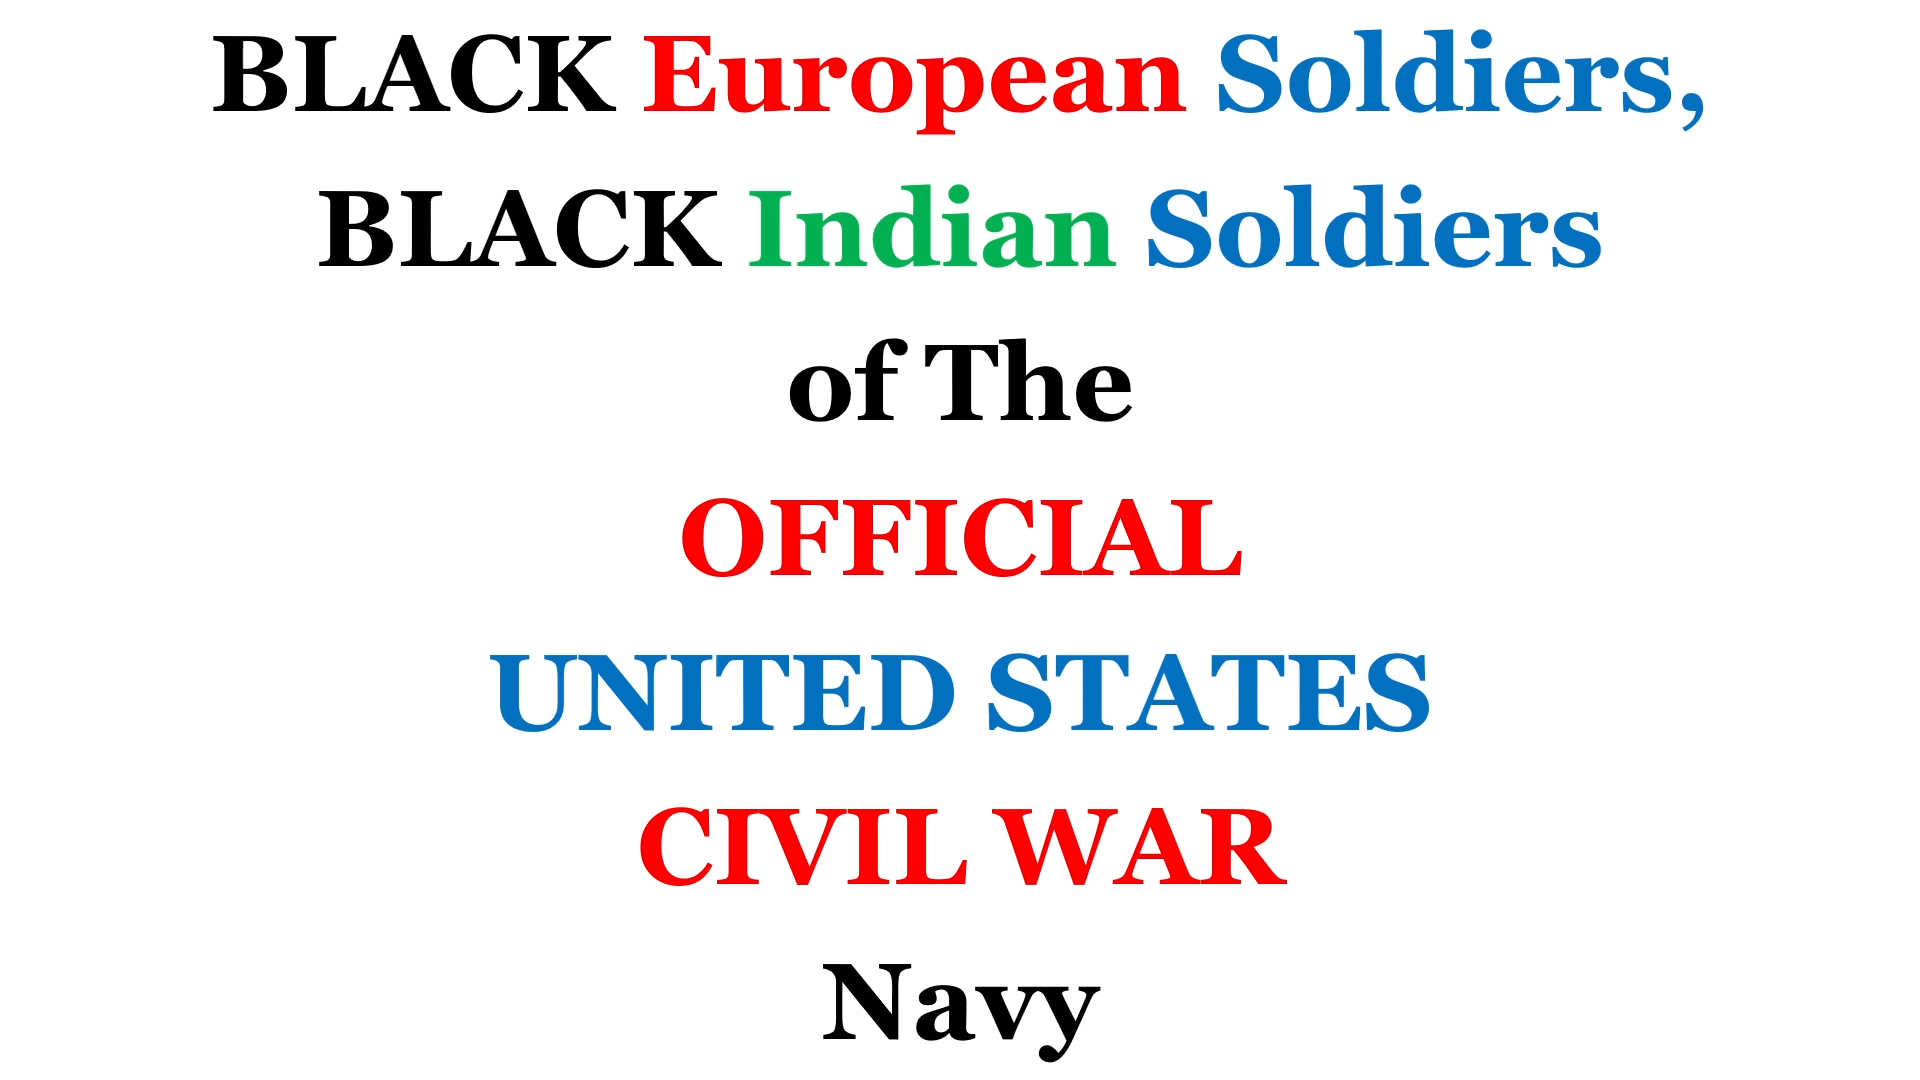 BLACK European Soldiers,
BLACK Indian Soldiers
of The
OFFICIAL
UNITED STATES
CIVIL WAR
Navy